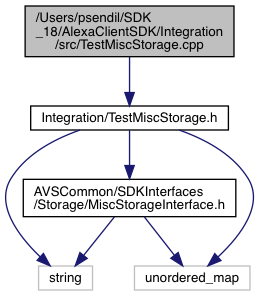 /Users/psendil/SDK
_18/AlexaClientSDK/Integration
/src/TestMiscStorage.cpp
Integration/TestMiscStorage.h
AVSCommon/SDKInterfaces
/Storage/MiscStorageInterface.h
string
unordered_map